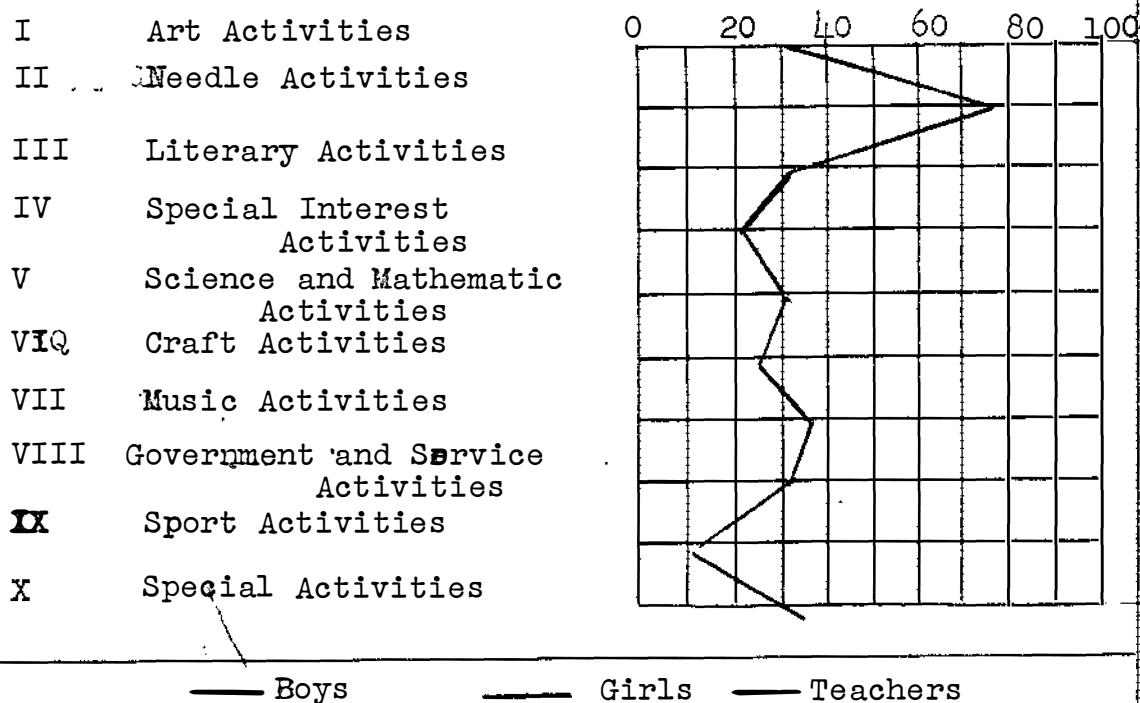 0 20 40 60 80 100
I Art Activities
II Needle Activities
III Literary Activities
IV Special Interest
Activities
V Science and Mathematic
Activities
VIQ Craft Activities
VII Music Activities
VIII Government and Service
Activities
IX Sport Activities
X Special Activities
Boys Girls Teachers